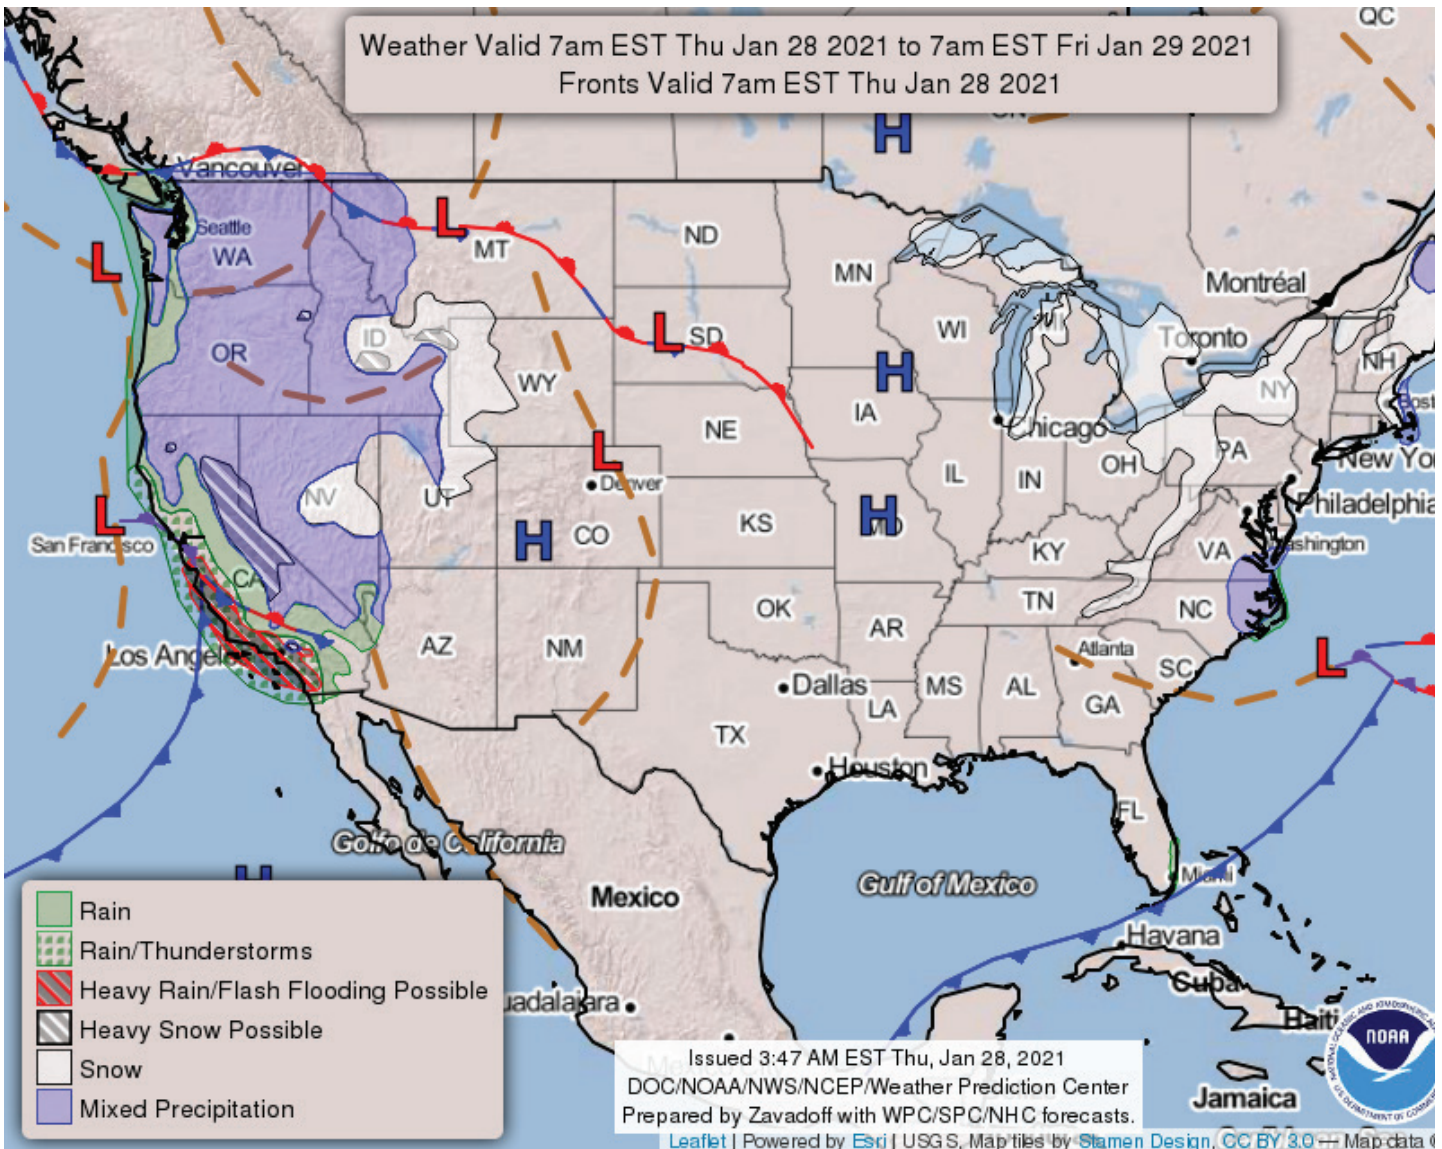 QC
Weather Valid 7am EST Thu Jan 28 2021 to 7am EST Fri Jan 29 2021
Fronts Valid 7am EST Thu Jan 28 2021
H
Vancouver
L
Seattle
WA
MT
ND
MN
L
Montréal
WI
MI
Toronto
OR
ID
L
SD
WY
H
IA
NH
NY
NE
Chicago
L
Denver
UT
NV
IL
IN
OH
PA
New Yo
Philadelphia
L
San Francisco
CA
H
CO
KS
H
MO
KY
VA
ashington
OK
TN
NC
AZ
NM
AR
Los Angeles
Atlanta
SC
L
Dallas
LA
MS
AL
GA
TX
Houston
FL
Golfo de California
H
Miami
Mexico
Gulf of Mexico
Havana
Cuba
uadalajara
Haiti
Jamaica
Rain
Rain/Thunderstorms
Heavy Rain/Flash Flooding Possible
Heavy Snow Possible
Snow
Mixed Precipitation
Mexico City
Issued 3:47 AM EST Thu, Jan 28, 2021
DOC/NOAA/NWS/NCEP/Weather Prediction Center
Prepared by Zavadoff with WPC/SPC/NHC forecasts.
NOAA
Leaflet | Powered by Esri | USGS, Map tiles by Stamen Design, CC BY 3.0 — Map data ©